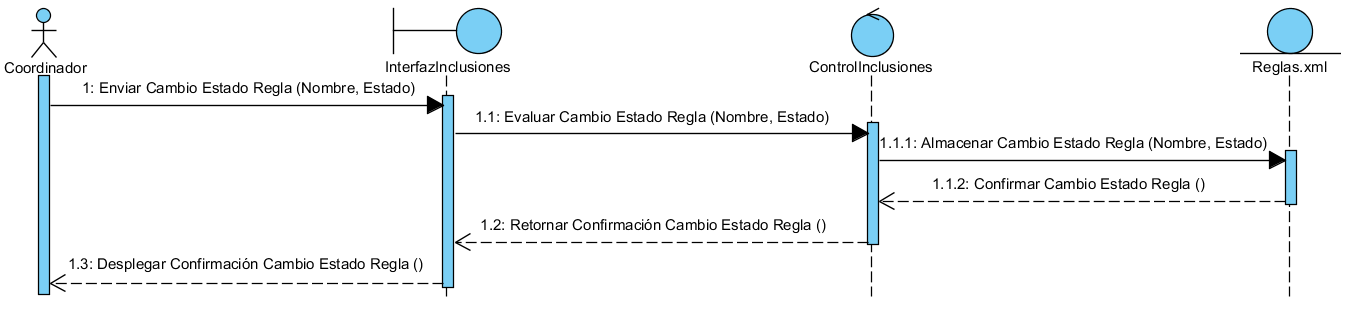 Coordinador
InterfazInclusiones
ControlInclusiones
Reglas.xml
1: Enviar Cambio Estado Regla (Nombre, Estado)
1.1: Evaluar Cambio Estado Regla (Nombre, Estado)
1.1.1: Almacenar Cambio Estado Regla (Nombre, Estado)
1.1.2: Confirmar Cambio Estado Regla ()
1.2: Retornar Confirmación Cambio Estado Regla ()
1.3: Desplegar Confirmación Cambio Estado Regla ()